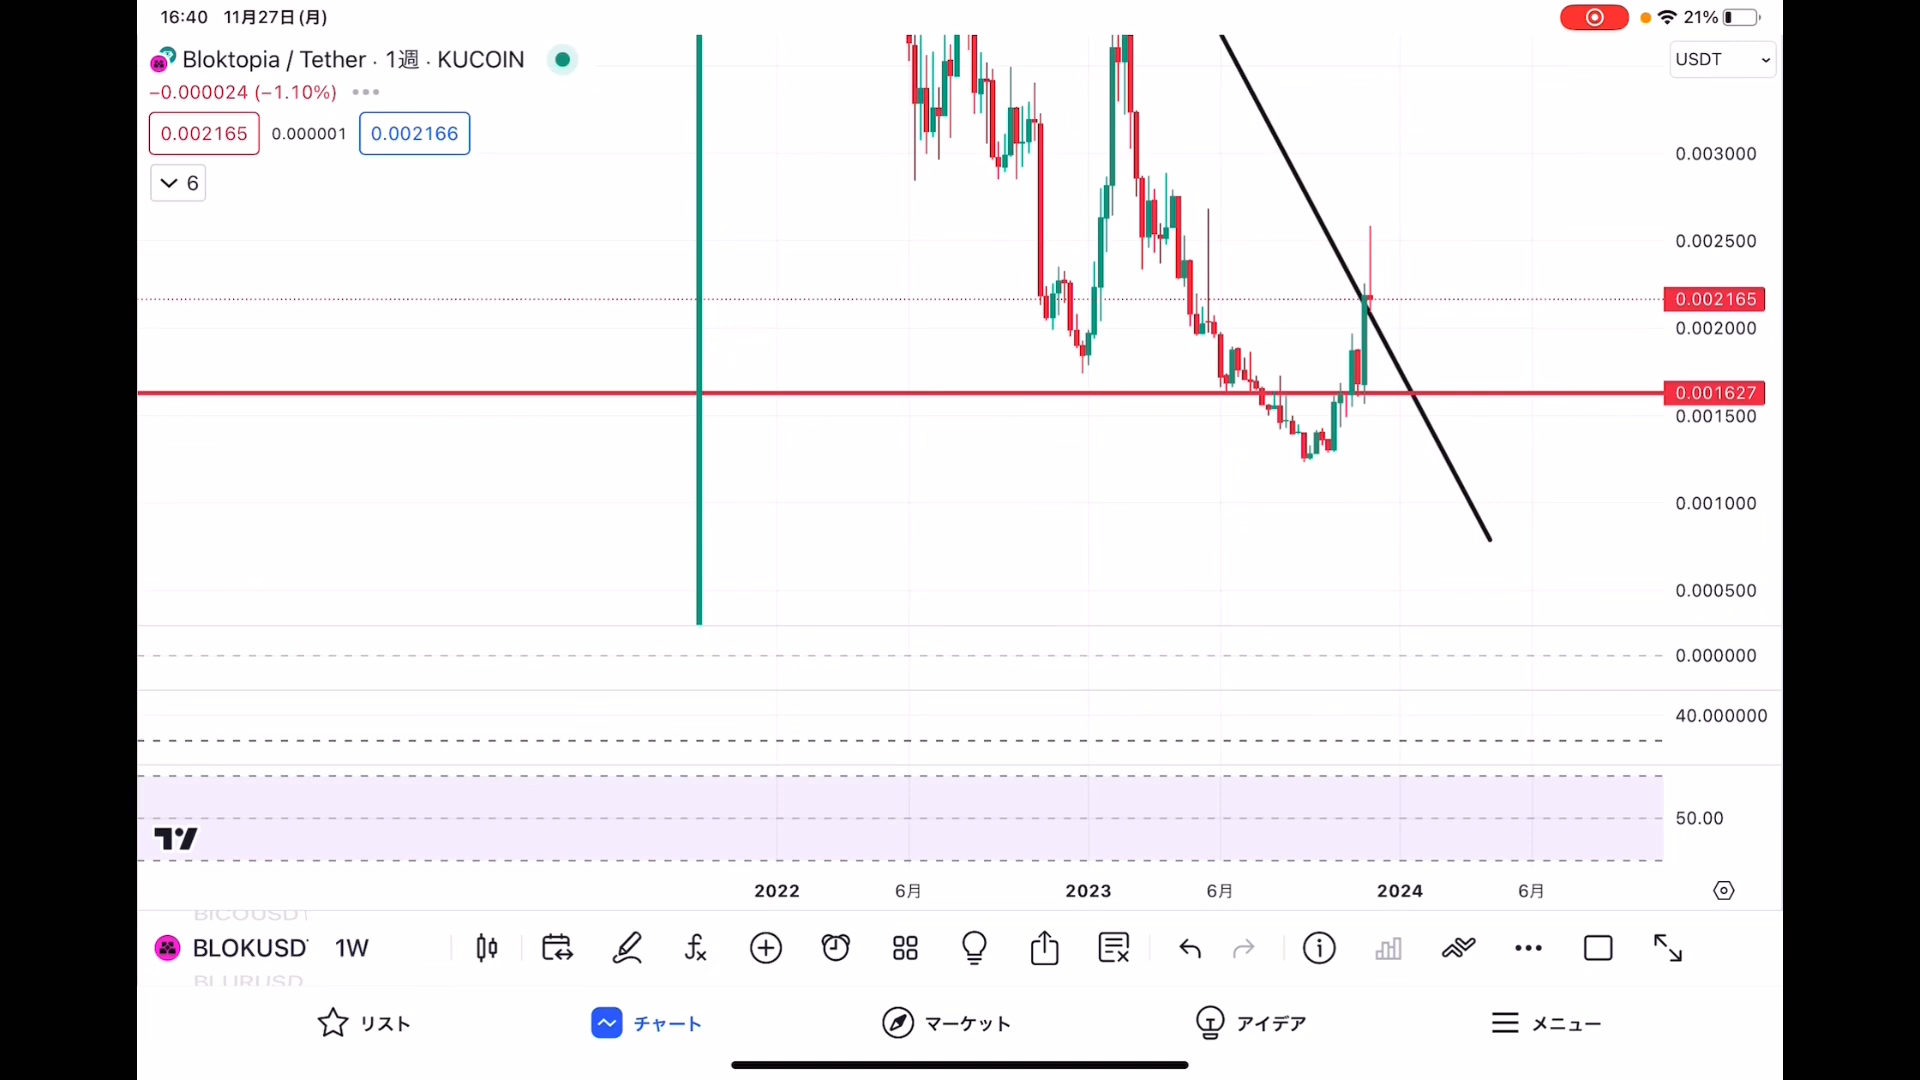 16:40 11月27日(月)
21%
Bloktopia / Tether · 1週 · KUCOIN
USDT
−0.000024 (−1.10%)
0.002165 0.000001 0.002166
6
0.003000
0.002500
0.002165
0.002000
0.001627
0.001500
0.001000
0.000500
0.000000
40.000000
50.00
2022 6月 2023 6月 2024 6月
BICOUSDT
BLOKUSD 1W
BLURUSD
リスト チャート マーケット アイデア メニュー